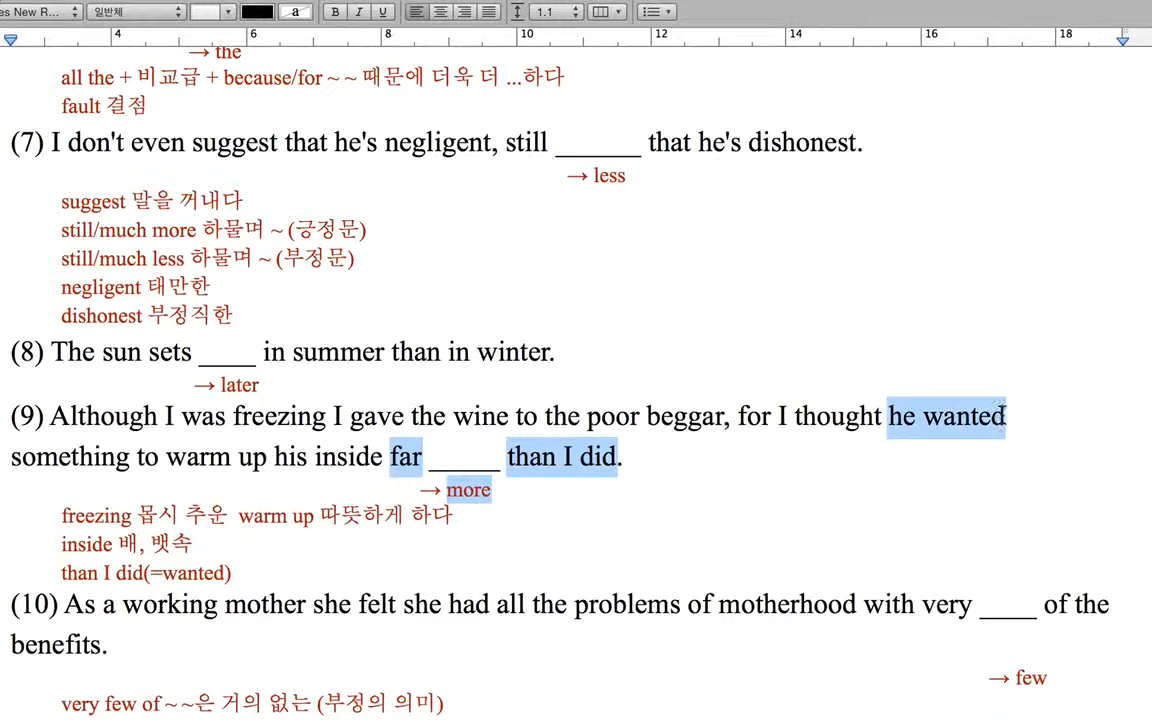 es New R... 일반체 a B I U 1.1
4 6 8 10 12 14 16 18
→ the
all the + 비교급 + because/for ~ ~ 때문에 더욱 더 ...하다
fault 결점
(7) I don't even suggest that he's negligent, still ______ that he's dishonest.
→ less
suggest 말을 꺼내다
still/much more 하물며 ~ (긍정문)
still/much less 하물며 ~ (부정문)
negligent 태만한
dishonest 부정직한
(8) The sun sets ____ in summer than in winter.
→ later
(9) Although I was freezing I gave the wine to the poor beggar, for I thought he wanted
something to warm up his inside far _____ than I did.
→ more
freezing 몹시 추운 warm up 따뜻하게 하다
inside 배, 뱃속
than I did(=wanted)
(10) As a working mother she felt she had all the problems of motherhood with very ____ of the
benefits.
→ few
very few of ~ ~은 거의 없는 (부정의 의미)